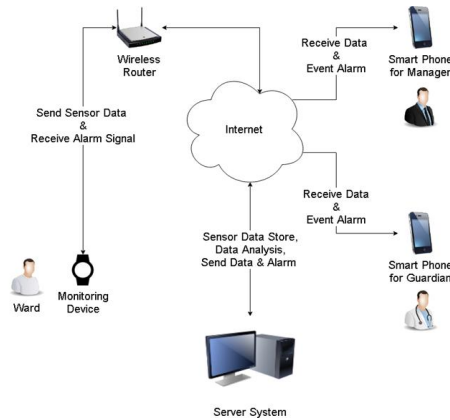 Wireless
Router
Receive Data
&
Event Alarm
Smart Phone
for Manager
Send Sensor Data
&
Receive Alarm Signal
Internet
Receive Data
&
Event Alarm
Sensor Data Store,
Data Analysis,
Send Data & Alarm
Smart Phone
for Guardian
Ward
Monitoring
Device
Server System